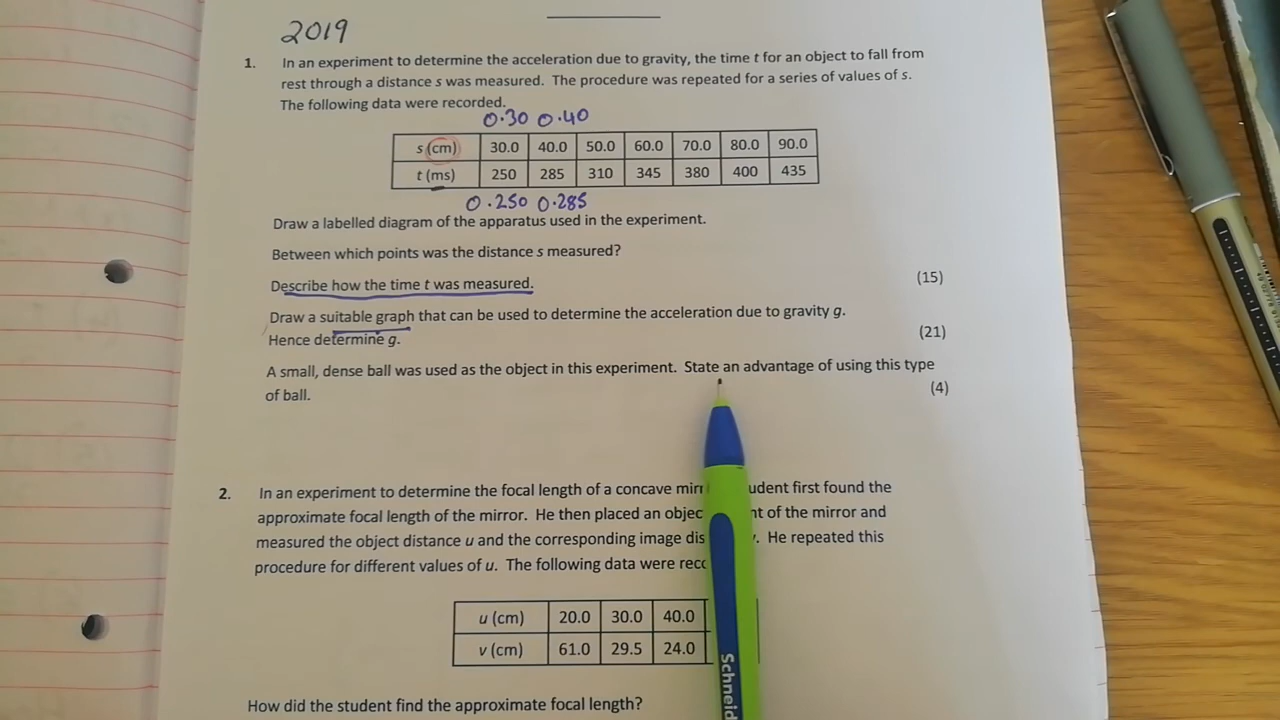 2019
1. In an experiment to determine the acceleration due to gravity, the time t for an object to fall from
rest through a distance s was measured. The procedure was repeated for a series of values of s.
The following data were recorded.
0.30 0.40
s (cm) 30.0 40.0 50.0 60.0 70.0 80.0 90.0
t (ms) 250 285 310 345 380 400 435
0.250 0.285
Draw a labelled diagram of the apparatus used in the experiment.
Between which points was the distance s measured?
Describe how the time t was measured. (15)
Draw a suitable graph that can be used to determine the acceleration due to gravity g.
Hence determine g. (21)
A small, dense ball was used as the object in this experiment. State an advantage of using this type
of ball. (4)
2. In an experiment to determine the focal length of a concave udent first found the
approximate focal length of the mirror. He then placed an of the mirror and
measured the object distance u and the corresponding image He repeated this
procedure for different values of u. The following data were
u (cm) 20.0 30.0 40.0
v (cm) 61.0 29.5 24.0
Schneid
How did the student find the approximate focal length?